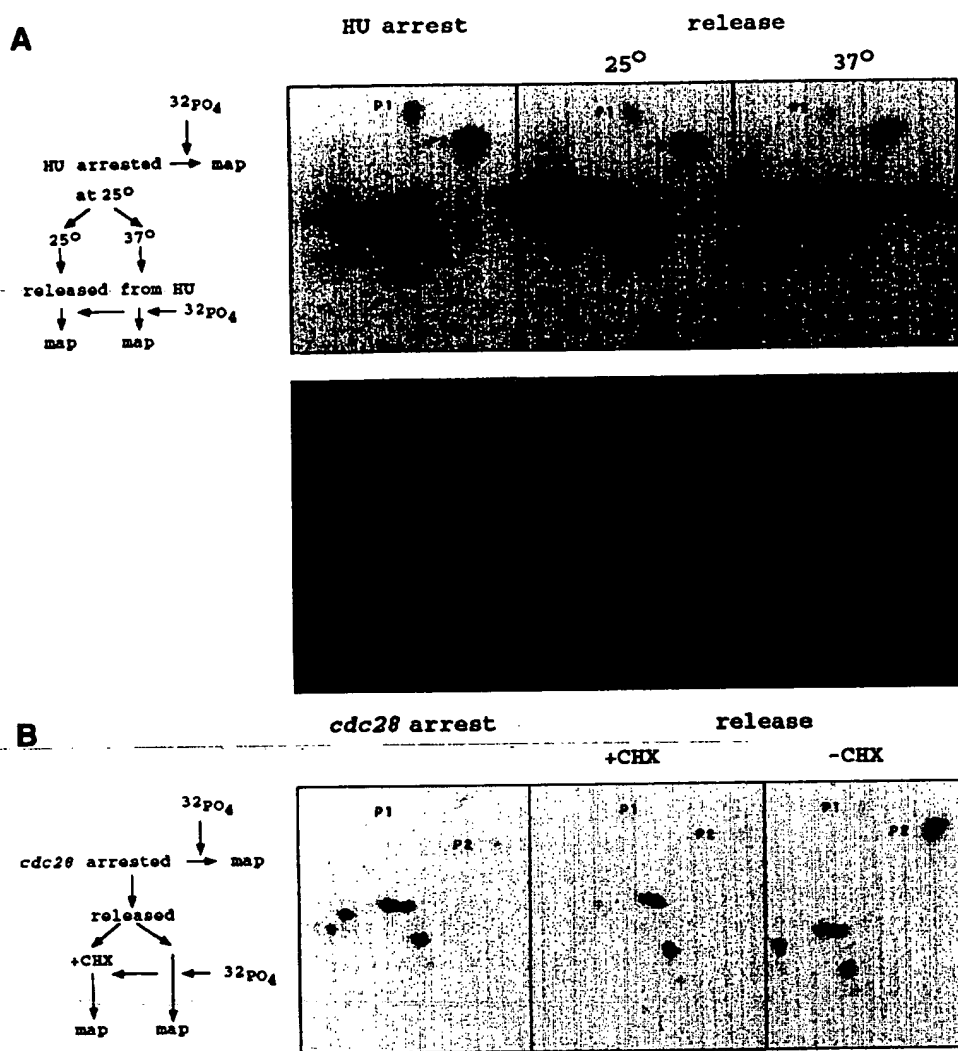 A
HU arrest release
25° 37°
32PO4
HU arrested → map
at 25°
25° 37°
released from HU
32PO4
map map
P1 P1
B
cdc28 arrest release
+CHX -CHX
32PO4
cdc28 arrested → map
released
+CHX
32PO4
map map
P1 P1 P1
P2 P2 P2